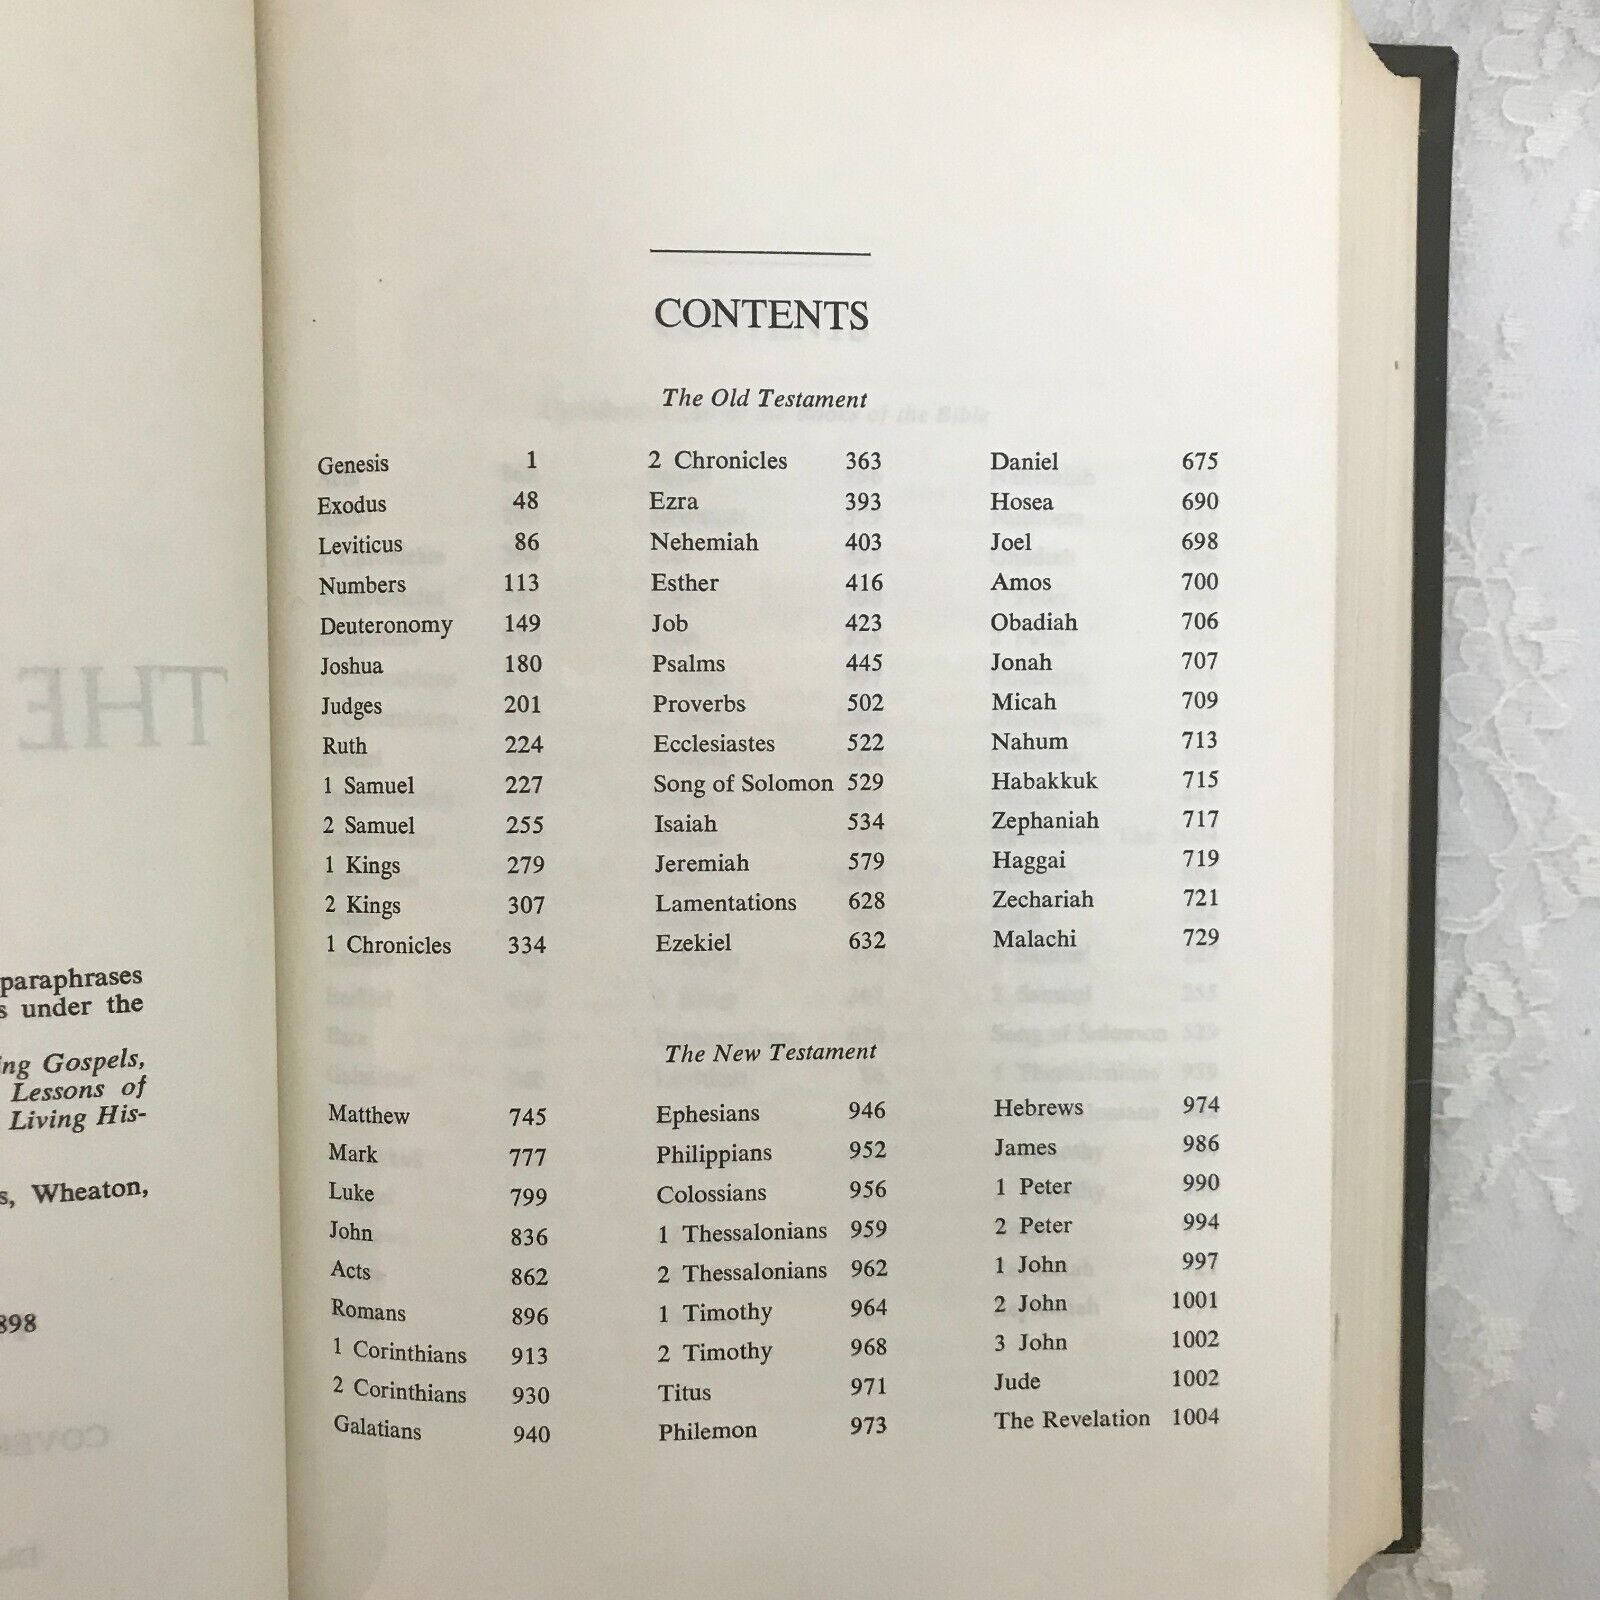 THE
paraphrases
s under the
ing Gospels,
Lessons of
Living His-
s, Wheaton,
898
COVER
CONTENTS
The Old Testament
Genesis 1
Exodus 48
Leviticus 86
Numbers 113
Deuteronomy 149
Joshua 180
Judges 201
Ruth 224
1 Samuel 227
2 Samuel 255
1 Kings 279
2 Kings 307
1 Chronicles 334
2 Chronicles 363
Ezra 393
Nehemiah 403
Esther 416
Job 423
Psalms 445
Proverbs 502
Ecclesiastes 522
Song of Solomon 529
Isaiah 534
Jeremiah 579
Lamentations 628
Ezekiel 632
Daniel 675
Hosea 690
Joel 698
Amos 700
Obadiah 706
Jonah 707
Micah 709
Nahum 713
Habakkuk 715
Zephaniah 717
Haggai 719
Zechariah 721
Malachi 729
The New Testament
Matthew 745
Mark 777
Luke 799
John 836
Acts 862
Romans 896
1 Corinthians 913
2 Corinthians 930
Galatians 940
Ephesians 946
Philippians 952
Colossians 956
1 Thessalonians 959
2 Thessalonians 962
1 Timothy 964
2 Timothy 968
Titus 971
Philemon 973
Hebrews 974
James 986
1 Peter 990
2 Peter 994
1 John 997
2 John 1001
3 John 1002
Jude 1002
The Revelation 1004